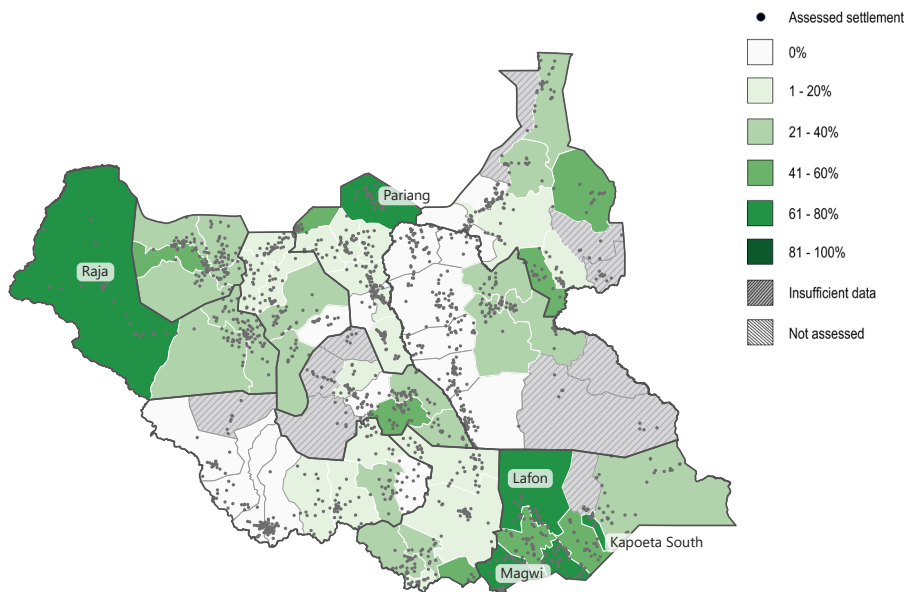 Assessed settlement
0%
1 - 20%
21 - 40%
41 - 60%
61 - 80%
81 - 100%
Insufficient data
Not assessed
Pariang
Raja
Lafon
Kapoeta South
Magwi